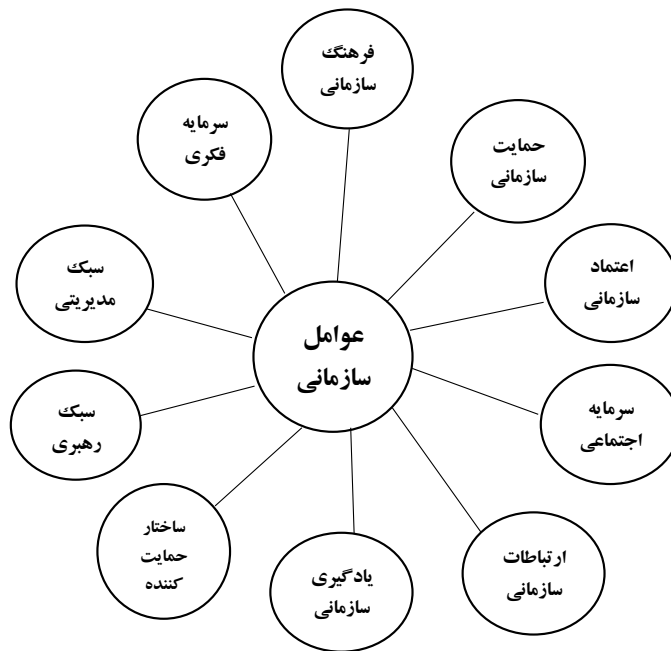 فرهنگ
سازمانی
سرمایه
فکری
حمایت
سازمانی
سبک
مدیریتی
اعتماد
سازمانی
عوامل
سازمانی
سبک
رهبری
سرمایه
اجتماعی
ساختار
حمایت
کننده
یادگیری
سازمانی
ارتباطات
سازمانی